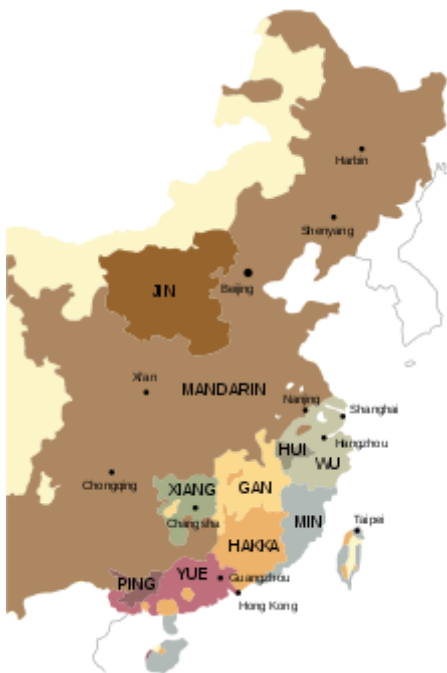 Harbin
Shenyang
JIN
Beijing
Xi'an
MANDARIN
Nanjing
Shanghai
HUI
Hangzhou
WU
Chongqing
XIANG
GAN
Changsha
MIN
Taipei
HAKKA
PING
YUE
Guangzhou
Hong Kong